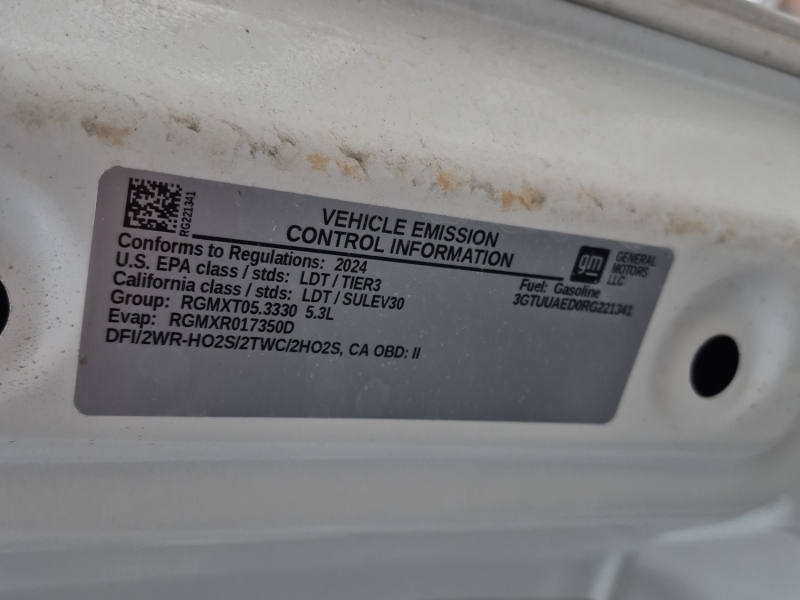 RG221341
VEHICLE EMISSION
CONTROL INFORMATION
gm
GENERAL
MOTORS
LLC
Conforms to Regulations: 2024
U.S. EPA class / stds: LDT / TIER3
California class / stds: LDT / SULEV30
Group: RGMXT05.3330 5.3L
Evap: RGMXR017350D
DFI/2WR-HO2S/2TWC/2HO2S, CA OBD: II
Fuel: Gasoline
3GTUUAED0RG221341